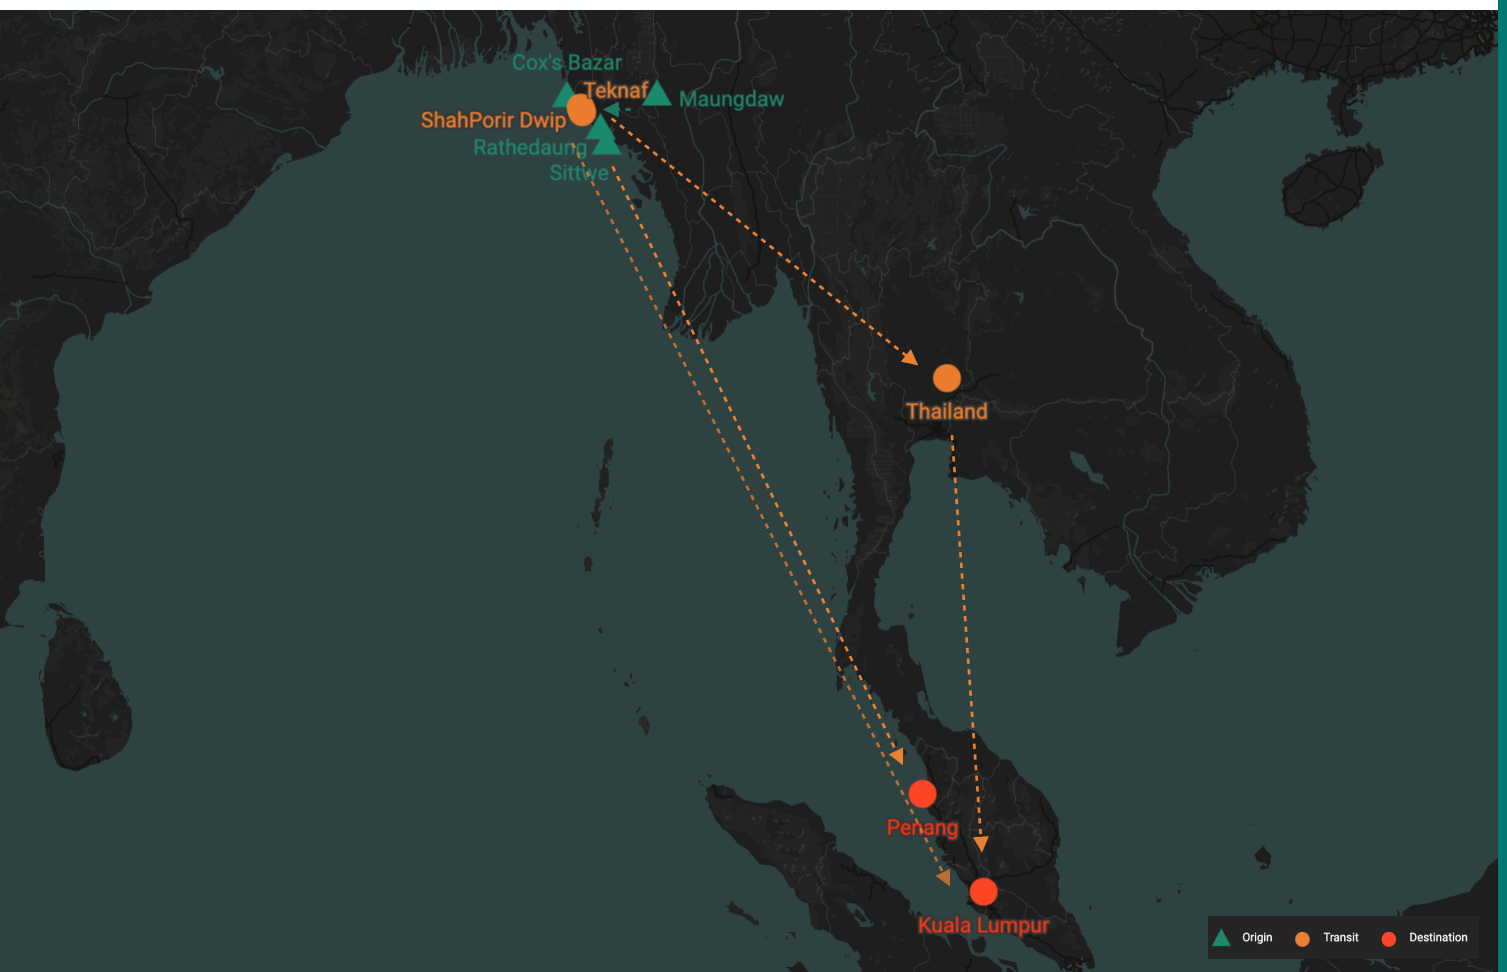 Cox's Bazar
Teknaf
Maungdaw
ShahPorir Dwip
Rathedaung
Sittwe
Thailand
Penang
Kuala Lumpur
Origin
Transit
Destination